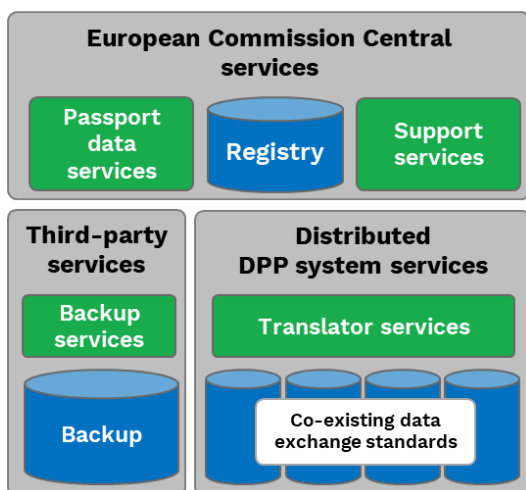 European Commission Central
services
Passport
data
services
Registry
Support
services
Third-party
services
Backup
services
Backup
Distributed
DPP system services
Translator services
Co-existing data
exchange standards